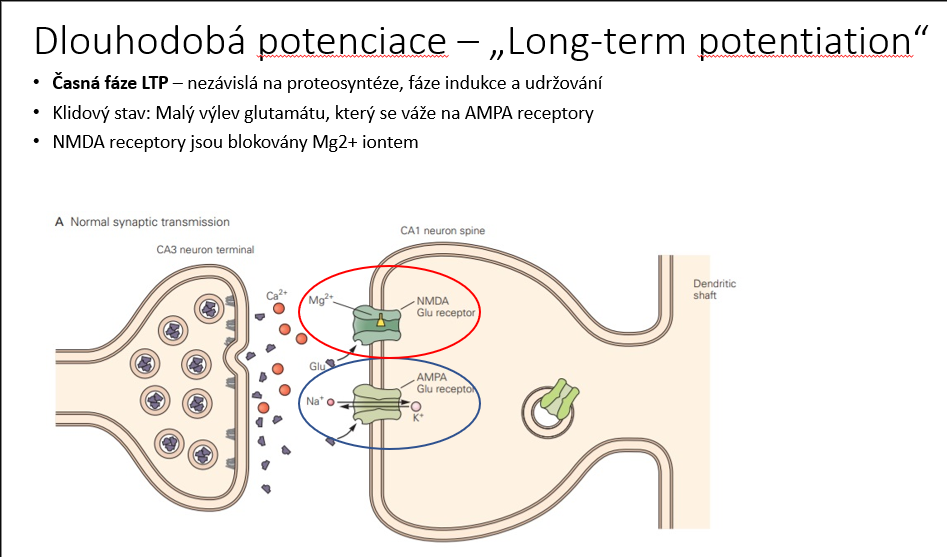 Dlouhodobá potenciace – „Long-term potentiation“
• Časná fáze LTP – nezávislá na proteosyntéze, fáze indukce a udržování
• Klidový stav: Malý výlev glutamátu, který se váže na AMPA receptory
• NMDA receptory jsou blokovány Mg2+ iontem
A Normal synaptic transmission
CA3 neuron terminal
CA1 neuron spine
Ca²⁺
Mg²⁺
NMDA
Glu receptor
Dendritic
shaft
Glu
AMPA
Glu receptor
Na⁺
K⁺